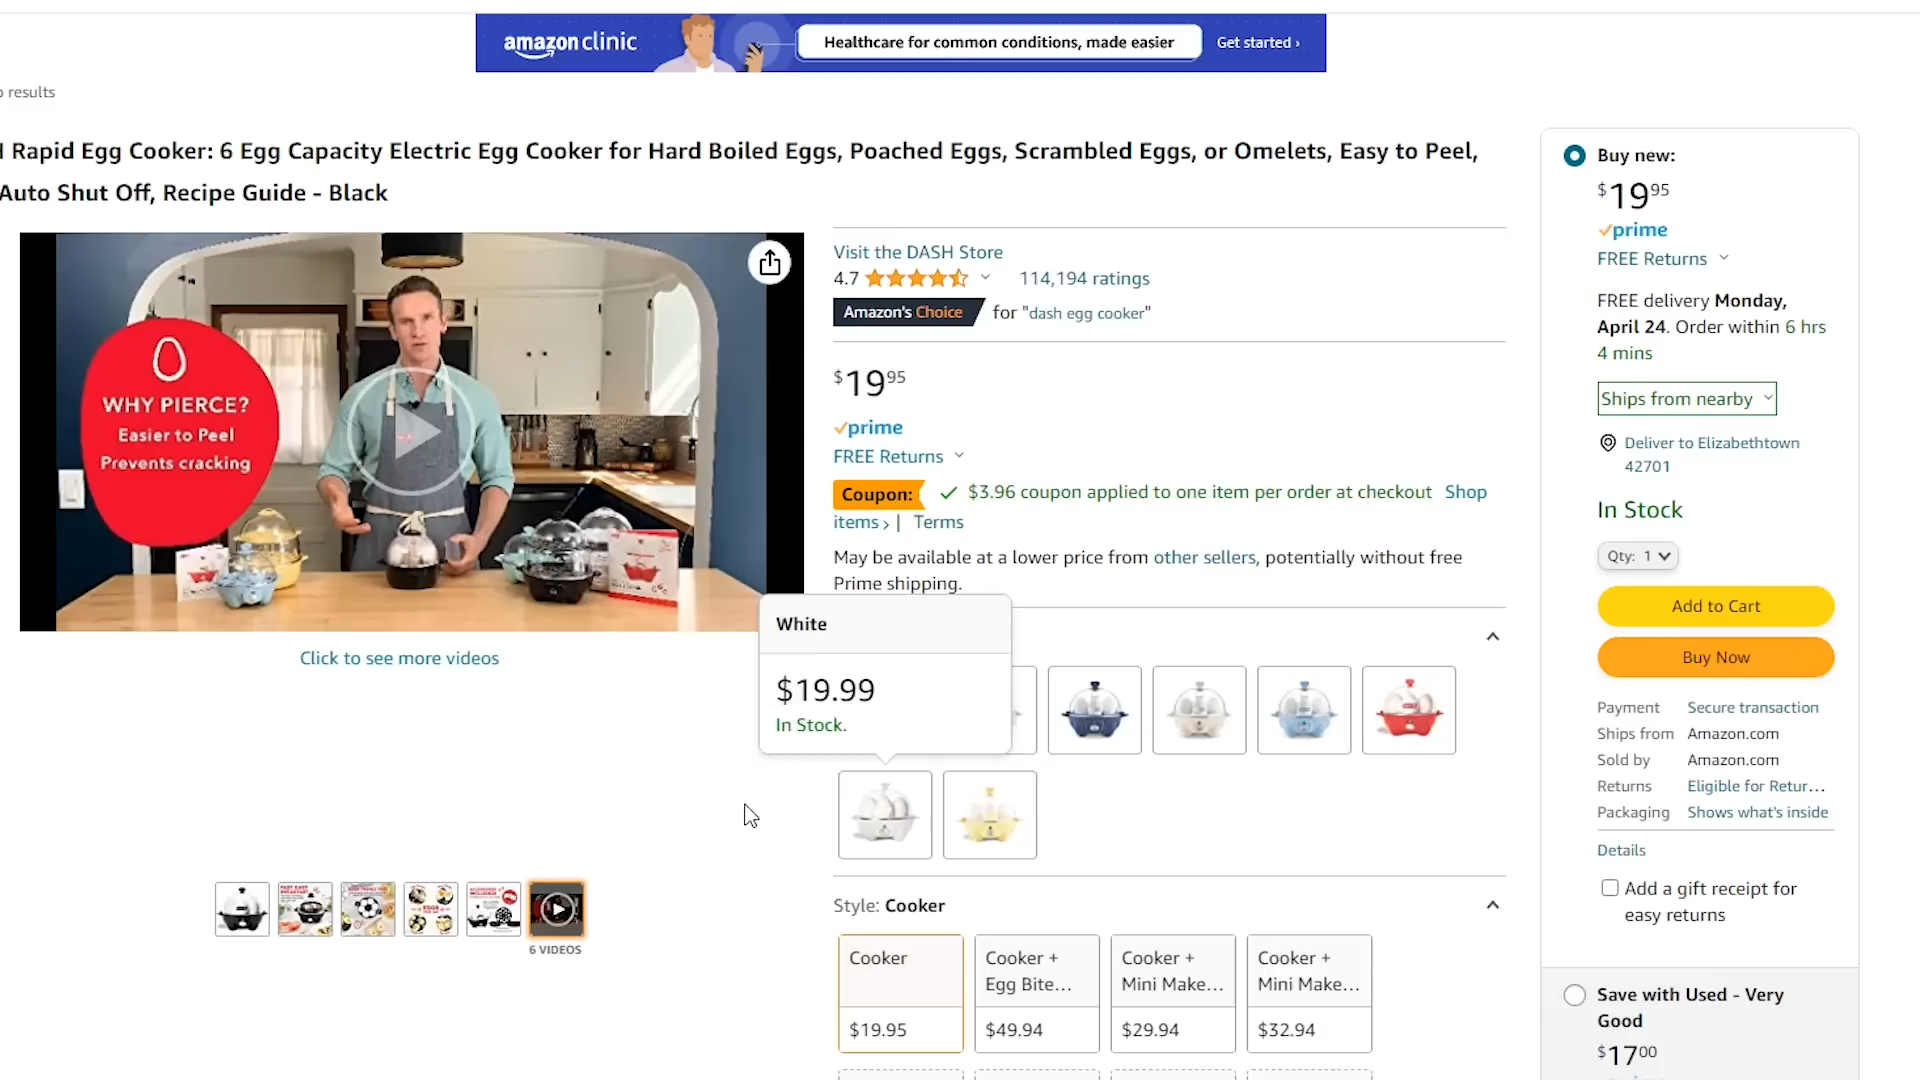 amazon clinic
Healthcare for common conditions, made easier
Get started ›
results
Rapid Egg Cooker: 6 Egg Capacity Electric Egg Cooker for Hard Boiled Eggs, Poached Eggs, Scrambled Eggs, or Omelets, Easy to Peel,
Auto Shut Off, Recipe Guide - Black
WHY PIERCE?
Easier to Peel
Prevents cracking
Click to see more videos
6 VIDEOS
Visit the DASH Store
4.7 114,194 ratings
Amazon's Choice for "dash egg cooker"
$19 95
prime
FREE Returns
Coupon: $3.96 coupon applied to one item per order at checkout Shop
items › | Terms
May be available at a lower price from other sellers, potentially without free
Prime shipping.
White
$19.99
In Stock.
Style: Cooker
Cooker
$19.95
Cooker +
Egg Bite...
$49.94
Cooker +
Mini Make...
$29.94
Cooker +
Mini Make...
$32.94
Buy new:
$19 95
prime
FREE Returns
FREE delivery Monday,
April 24. Order within 6 hrs
4 mins
Ships from nearby
Deliver to Elizabethtown
42701
In Stock
Qty: 1
Add to Cart
Buy Now
Payment Secure transaction
Ships from Amazon.com
Sold by Amazon.com
Returns Eligible for Retur...
Packaging Shows what's inside
Details
Add a gift receipt for
easy returns
Save with Used - Very
Good
$17 00